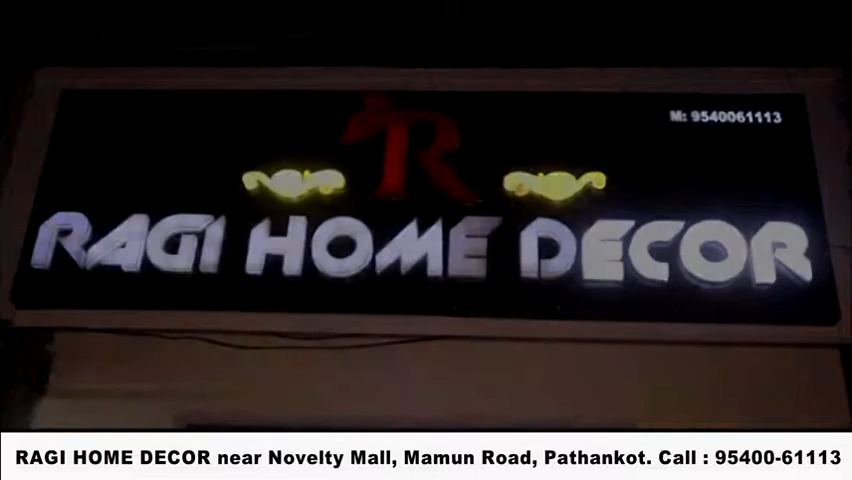 R
M: 9540061113
RAGI HOME DECOR
RAGI HOME DECOR near Novelty Mall, Mamun Road, Pathankot. Call : 95400-61113